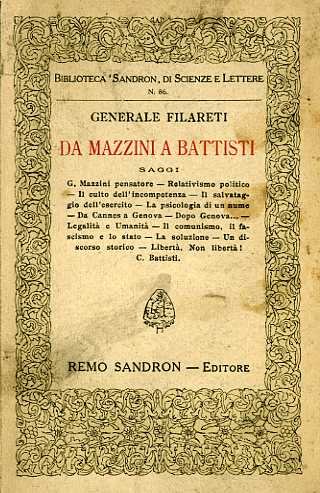 BIBLIOTECA "SANDRON" DI SCIENZE E LETTERE
N. 86.
GENERALE FILARETI
DA MAZZINI A BATTISTI
SAGGI
G. Mazzini pensatore — Relativismo politico
— Il culto dell'incompetenza — Il salvatag-
gio dell'esercito — La psicologia di un nume
— Da Cannes a Genova — Dopo Genova... —
Legalità e Umanità — Il comunismo, il fa-
scismo e lo stato — La soluzione — Un di-
scorso storico — Libertà, Non libertà!
C. Battisti.
REMO SANDRON — EDITORE